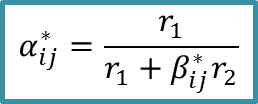 α*ᵢⱼ = r₁ / (r₁ + β*ᵢⱼ r₂)